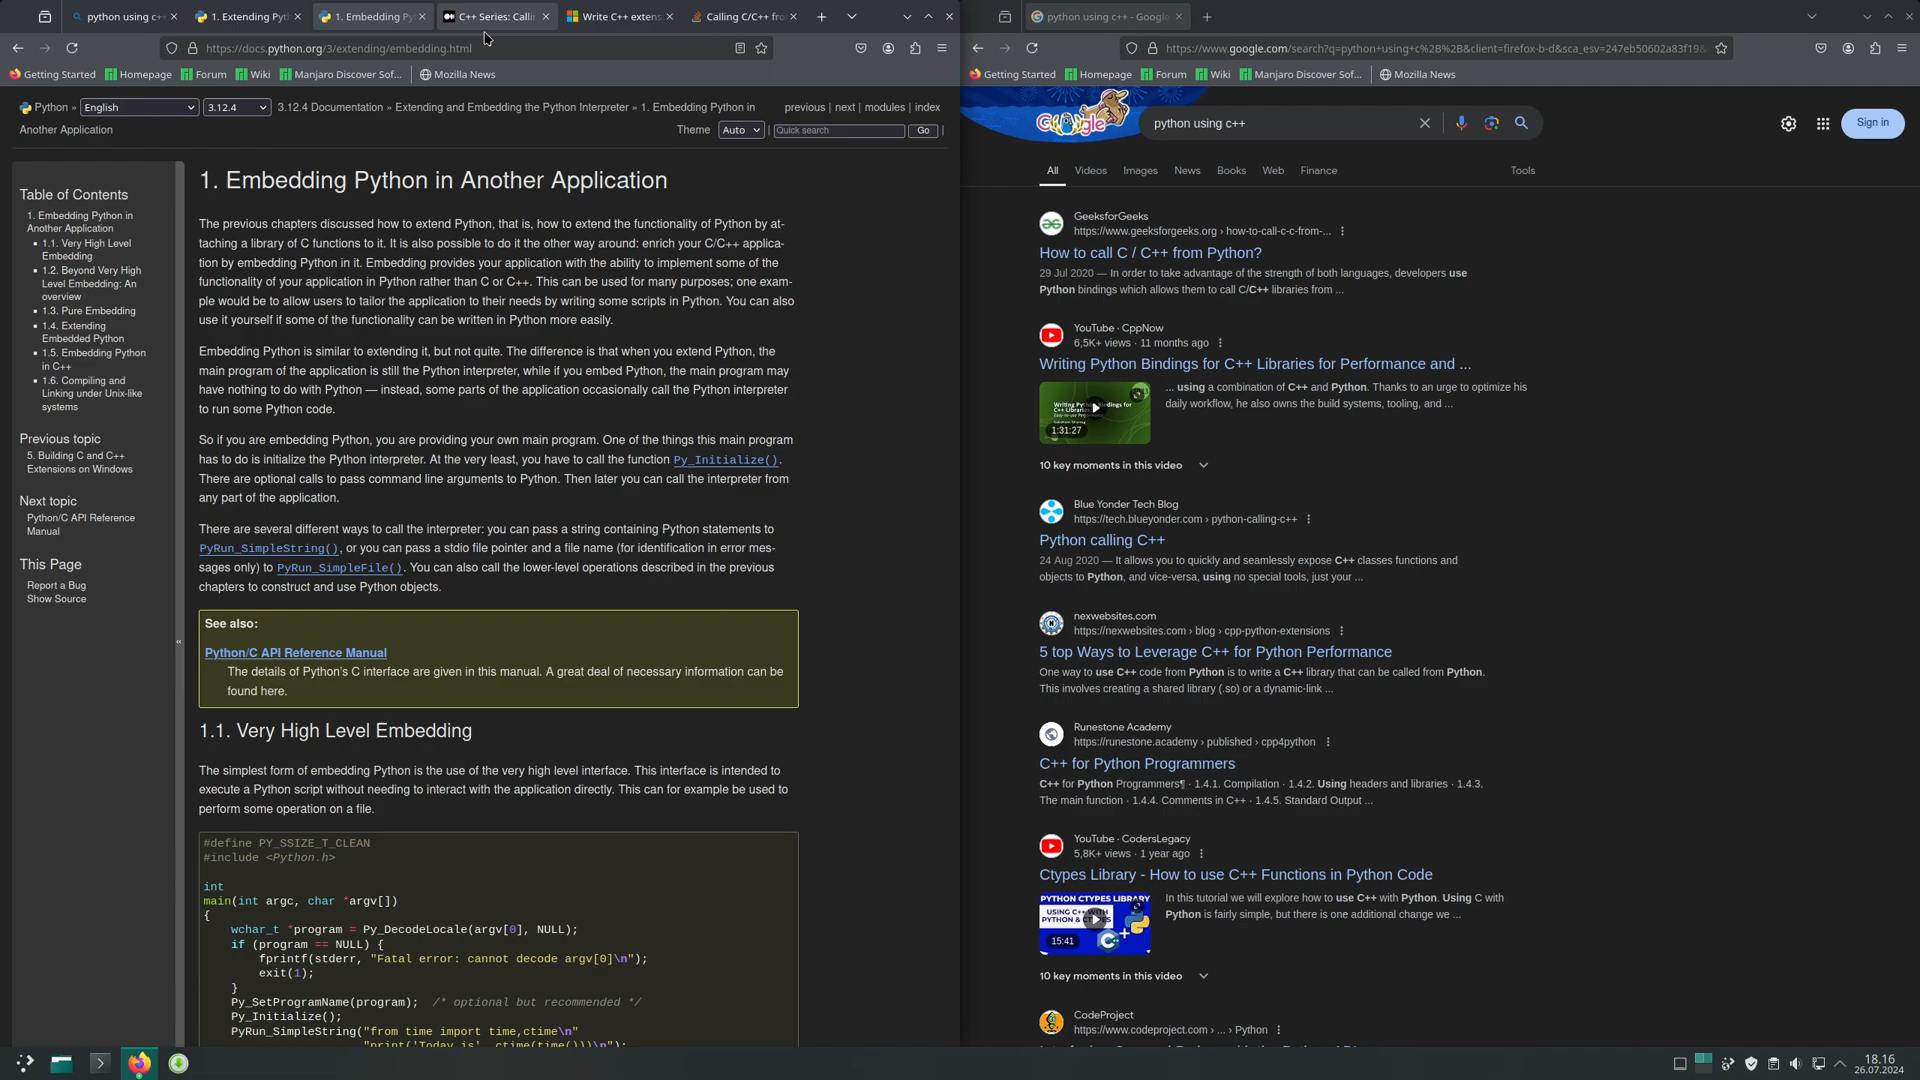 python using c+
1. Extending Pyt
1. Embedding Py
C++ Series: Calli
Write C++ extens
Calling C/C++ fro
https://docs.python.org/3/extending/embedding.html
Getting Started
Homepage
Forum
Wiki
Manjaro Discover Sof...
Mozilla News
Python »
English
3.12.4
3.12.4 Documentation » Extending and Embedding the Python Interpreter » 1. Embedding Python in
Another Application
previous | next | modules | index
Theme
Auto
|
Quick search
Go
|
Table of Contents
1. Embedding Python in
Another Application
1.1. Very High Level
Embedding
1.2. Beyond Very High
Level Embedding: An
overview
1.3. Pure Embedding
1.4. Extending
Embedded Python
1.5. Embedding Python
in C++
1.6. Compiling and
Linking under Unix-like
systems
Previous topic
5. Building C and C++
Extensions on Windows
Next topic
Python/C API Reference
Manual
This Page
Report a Bug
Show Source
«
1. Embedding Python in Another Application
The previous chapters discussed how to extend Python, that is, how to extend the functionality of Python by at-
taching a library of C functions to it. It is also possible to do it the other way around: enrich your C/C++ applica-
tion by embedding Python in it. Embedding provides your application with the ability to implement some of the
functionality of your application in Python rather than C or C++. This can be used for many purposes; one exam-
ple would be to allow users to tailor the application to their needs by writing some scripts in Python. You can also
use it yourself if some of the functionality can be written in Python more easily.
Embedding Python is similar to extending it, but not quite. The difference is that when you extend Python, the
main program of the application is still the Python interpreter, while if you embed Python, the main program may
have nothing to do with Python — instead, some parts of the application occasionally call the Python interpreter
to run some Python code.
So if you are embedding Python, you are providing your own main program. One of the things this main program
has to do is initialize the Python interpreter. At the very least, you have to call the function Py_Initialize().
There are optional calls to pass command line arguments to Python. Then later you can call the interpreter from
any part of the application.
There are several different ways to call the interpreter: you can pass a string containing Python statements to
PyRun_SimpleString(), or you can pass a stdio file pointer and a file name (for identification in error mes-
sages only) to PyRun_SimpleFile(). You can also call the lower-level operations described in the previous
chapters to construct and use Python objects.
See also:
Python/C API Reference Manual
The details of Python's C interface are given in this manual. A great deal of necessary information can be
found here.
1.1. Very High Level Embedding
The simplest form of embedding Python is the use of the very high level interface. This interface is intended to
execute a Python script without needing to interact with the application directly. This can for example be used to
perform some operation on a file.
#define PY_SSIZE_T_CLEAN
#include <Python.h>
int
main(int argc, char *argv[])
{
wchar_t *program = Py_DecodeLocale(argv[0], NULL);
if (program == NULL) {
fprintf(stderr, "Fatal error: cannot decode argv[0]\n");
exit(1);
}
Py_SetProgramName(program);  /* optional but recommended */
Py_Initialize();
PyRun_SimpleString("from time import time,ctime\n"
"print('Today is', ctime(time()))\n");
python using c++ - Google
https://www.google.com/search?q=python+using+c%2B%2B&client=firefox-b-d&sca_esv=247eb50602a83f19&
Getting Started
Homepage
Forum
Wiki
Manjaro Discover Sof...
Mozilla News
Google
python using c++
Sign in
All
Videos
Images
News
Books
Web
Finance
Tools
GeeksforGeeks
https://www.geeksforgeeks.org › how-to-call-c-c-from-...
How to call C / C++ from Python?
29 Jul 2020 — In order to take advantage of the strength of both languages, developers use
Python bindings which allows them to call C/C++ libraries from ...
YouTube · CppNow
6,5K+ views · 11 months ago
Writing Python Bindings for C++ Libraries for Performance and ...
Writing Python Bindings for
C++ Libraries:
1:31:27
... using a combination of C++ and Python. Thanks to an urge to optimize his
daily workflow, he also owns the build systems, tooling, and ...
10 key moments in this video
Blue Yonder Tech Blog
https://tech.blueyonder.com › python-calling-c++
Python calling C++
24 Aug 2020 — It allows you to quickly and seamlessly expose C++ classes functions and
objects to Python, and vice-versa, using no special tools, just your ...
nexwebsites.com
https://nexwebsites.com › blog › cpp-python-extensions
5 top Ways to Leverage C++ for Python Performance
One way to use C++ code from Python is to write a C++ library that can be called from Python.
This involves creating a shared library (.so) or a dynamic-link ...
Runestone Academy
https://runestone.academy › published › cpp4python
C++ for Python Programmers
C++ for Python Programmers¶ · 1.4.1. Compilation · 1.4.2. Using headers and libraries · 1.4.3.
The main function · 1.4.4. Comments in C++ · 1.4.5. Standard Output ...
YouTube · CodersLegacy
5,8K+ views · 1 year ago
Ctypes Library - How to use C++ Functions in Python Code
PYTHON CTYPES LIBRARY
USING C++ WITH
PYTHON & CTYPES
15:41
In this tutorial we will explore how to use C++ with Python. Using C with
Python is fairly simple, but there is one additional change we ...
10 key moments in this video
CodeProject
https://www.codeproject.com › ... › Python
18.16
26.07.2024